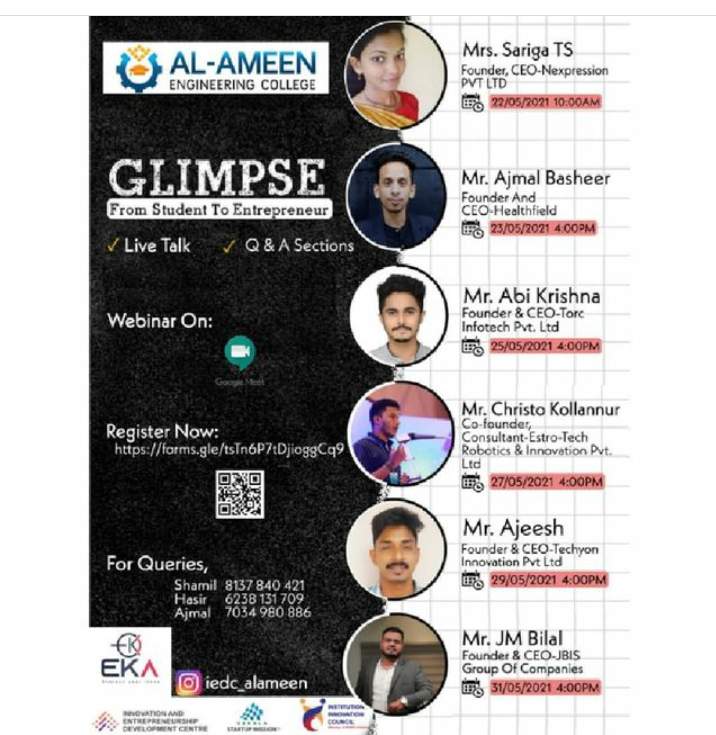 AL-AMEEN
ENGINEERING COLLEGE
GLIMPSE
From Student To Entrepreneur
✓ Live Talk ✓ Q & A Sections
Webinar On:
Google Meet
Register Now:
https://forms.gle/tsTn6P7tDjioggCq9
For Queries,
Shamil 8137 840 421
Hasir 6238 131 709
Ajmal 7034 980 886
EKA
iedc_alameen
INNOVATION AND
ENTREPRENEURSHIP
DEVELOPMENT CENTRE
KERALA
STARTUP MISSION
INSTITUTION
INNOVATION
COUNCIL
Mrs. Sariga TS
Founder, CEO-Nexpression
PVT LTD
22/05/2021 10:00AM
Mr. Ajmal Basheer
Founder And
CEO-Healthfield
23/05/2021 4:00PM
Mr. Abi Krishna
Founder & CEO-Torc
Infotech Pvt. Ltd
25/05/2021 4:00PM
Mr. Christo Kollannur
Co-founder,
Consultant-Estro-Tech
Robotics & Innovation Pvt.
Ltd
27/05/2021 4:00PM
Mr. Ajeesh
Founder & CEO-Techyon
Innovation Pvt Ltd
29/05/2021 4:00PM
Mr. JM Bilal
Founder & CEO-JBIS
Group Of Companies
31/05/2021 4:00PM